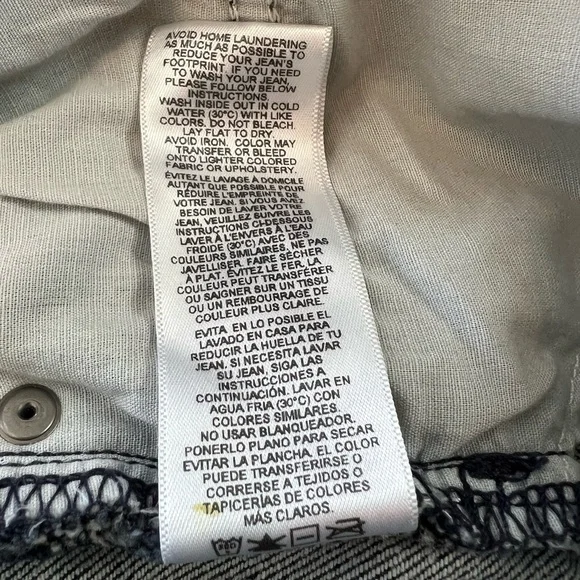 AVOID HOME LAUNDERING
AS MUCH AS POSSIBLE TO
REDUCE YOUR JEAN'S
FOOTPRINT. IF YOU NEED
TO WASH YOUR JEAN,
PLEASE FOLLOW BELOW
INSTRUCTIONS.
WASH INSIDE OUT IN COLD
WATER (30°C) WITH LIKE
COLORS. DO NOT BLEACH.
LAY FLAT TO DRY.
AVOID IRON. COLOR MAY
TRANSFER OR BLEED
ONTO LIGHTER COLORED
FABRIC OR UPHOLSTERY.
ÉVITEZ LE LAVAGE À DOMICILE
AUTANT QUE POSSIBLE POUR
RÉDUIRE L'EMPREINTE DE
VOTRE JEAN. SI VOUS AVEZ
BESOIN DE LAVER VOTRE
JEAN, VEUILLEZ SUIVRE LES
INSTRUCTIONS CI-DESSOUS.
LAVER À L'ENVERS À L'EAU
FROIDE (30°C) AVEC DES
COULEURS SIMILAIRES. NE PAS
JAVELLISER. FAIRE SÉCHER
À PLAT. ÉVITEZ LE FER. LA
COULEUR PEUT TRANSFÉRER
OU SAIGNER SUR UN TISSU
OU UN REMBOURRAGE DE
COULEUR PLUS CLAIRE.
EVITA EN LO POSIBLE EL
LAVADO EN CASA PARA
REDUCIR LA HUELLA DE TU
JEAN. SI NECESITA LAVAR
SU JEAN, SIGA LAS
INSTRUCCIONES A
CONTINUACIÓN. LAVAR EN
AGUA FRIA (30°C) CON
COLORES SIMILARES.
NO USAR BLANQUEADOR.
PONERLO PLANO PARA SECAR
EVITAR LA PLANCHA. EL COLOR
PUEDE TRANSFERIRSE O
CORRERSE A TEJIDOS O
TAPICERÍAS DE COLORES
MÁS CLAROS.